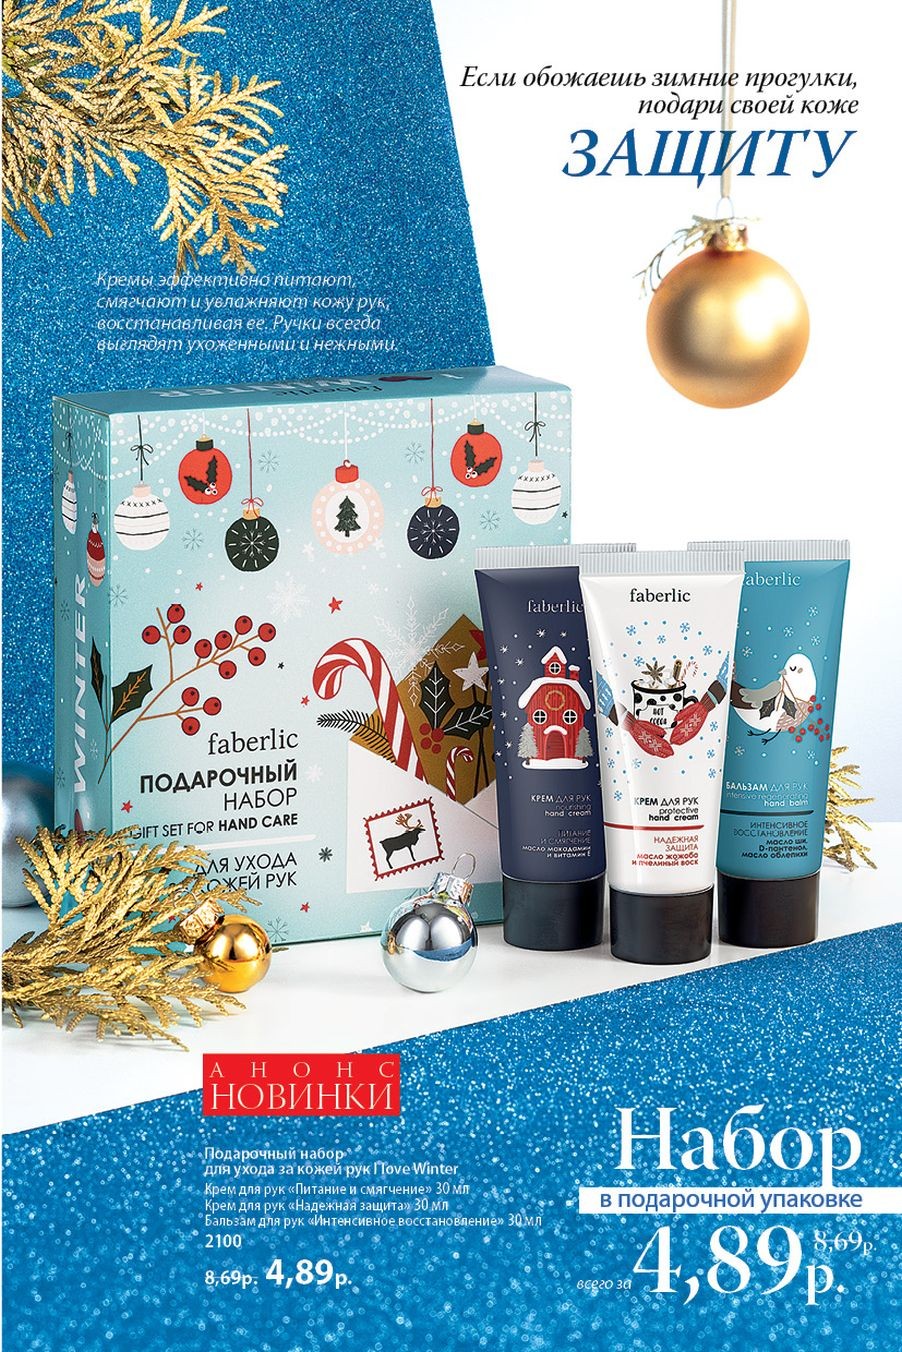 Если обожаешь зимние прогулки,
подари своей коже
ЗАЩИТУ
Кремы эффективно питают,
смягчают и увлажняют кожу рук,
восстанавливая ее. Ручки всегда
выглядят ухоженными и нежными.
faberlic
I WINTER
WINTER
faberlic
ПОДАРОЧНЫЙ
НАБОР
GIFT SET FOR HAND CARE
ДЛЯ УХОДА
КОЖЕЙ РУК
faberlic
КРЕМ ДЛЯ РУК
nourishing
hand cream
ПИТАНИЕ
И СМЯГЧЕНИЕ
масло макадамии
и витамин Е
faberlic
HOT
COCOA
КРЕМ ДЛЯ РУК
protective
hand cream
НАДЕЖНАЯ
ЗАЩИТА
масло жожоба
и пчелиный воск
faberlic
БАЛЬЗАМ ДЛЯ РУК
intensive regenerating
hand balm
ИНТЕНСИВНОЕ
ВОССТАНОВЛЕНИЕ
масло ши,
D-пантенол,
масло облепихи
АНОНС
НОВИНКИ
Подарочный набор
для ухода за кожей рук I love Winter
Крем для рук «Питание и смягчение» 30 мл
Крем для рук «Надежная защита» 30 мл
Бальзам для рук «Интенсивное восстановление» 30 мл
2100
8,69р. 4,89р.
Набор
в подарочной упаковке
всего за 4,89р. 8,69р.